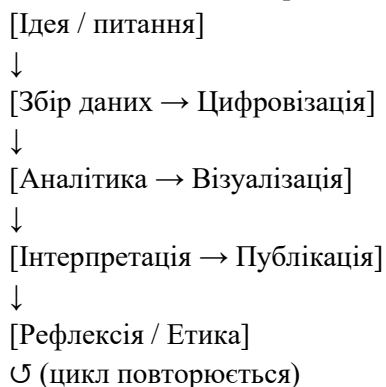 [Ідея / питання]
↓
[Збір даних → Цифровізація]
↓
[Аналітика → Візуалізація]
↓
[Інтерпретація → Публікація]
↓
[Рефлексія / Етика]
↺ (цикл повторюється)